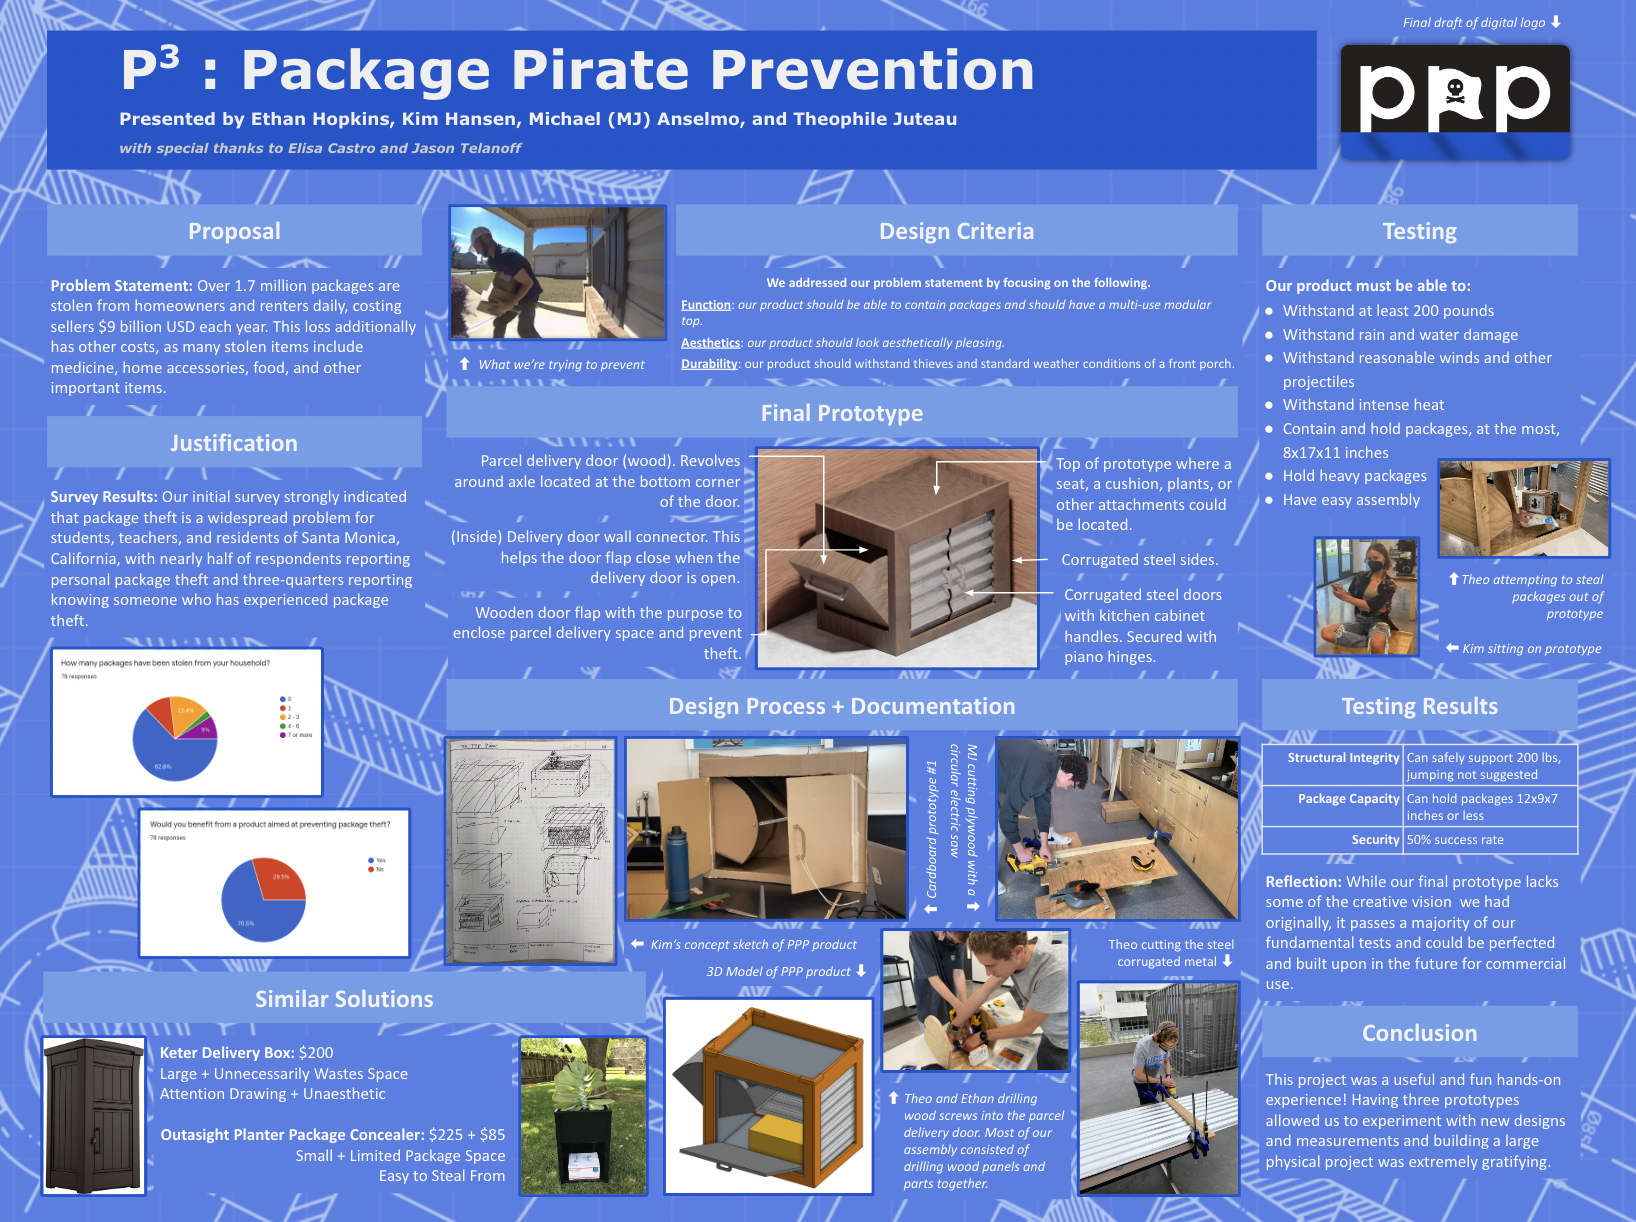 Final draft of digital logo
P3 : Package Pirate Prevention
Presented by Ethan Hopkins, Kim Hansen, Michael (MJ) Anselmo, and Theophile Juteau
with special thanks to Elisa Castro and Jason Telanoff
ppp
Proposal
Problem Statement: Over 1.7 million packages are
stolen from homeowners and renters daily, costing
sellers $9 billion USD each year. This loss additionally
has other costs, as many stolen items include
medicine, home accessories, food, and other
important items.
Justification
Survey Results: Our initial survey strongly indicated
that package theft is a widespread problem for
students, teachers, and residents of Santa Monica,
California, with nearly half of respondents reporting
personal package theft and three-quarters reporting
knowing someone who has experienced package
theft.
How many packages have been stolen from your household?
78 responses
0
1
2 - 3
4 - 6
7 or more
13.4%
9%
62.8%
Would you benefit from a product aimed at preventing package theft?
78 responses
Yes
No
29.5%
70.5%
Similar Solutions
Keter Delivery Box: $200
Large + Unnecessarily Wastes Space
Attention Drawing + Unaesthetic
Outasight Planter Package Concealer: $225 + $85
Small + Limited Package Space
Easy to Steal From
What we're trying to prevent
Design Criteria
We addressed our problem statement by focusing on the following.
Function: our product should be able to contain packages and should have a multi-use modular
top.
Aesthetics: our product should look aesthetically pleasing.
Durability: our product should withstand thieves and standard weather conditions of a front porch.
Final Prototype
Parcel delivery door (wood). Revolves
around axle located at the bottom corner
of the door.
(Inside) Delivery door wall connector. This
helps the door flap close when the
delivery door is open.
Wooden door flap with the purpose to
enclose parcel delivery space and prevent
theft.
Top of prototype where a
seat, a cushion, plants, or
other attachments could
be located.
Corrugated steel sides.
Corrugated steel doors
with kitchen cabinet
handles. Secured with
piano hinges.
Design Process + Documentation
Cardboard prototype #1
MJ cutting plywood with a
circular electric saw
Kim's concept sketch of PPP product
3D Model of PPP product
Theo cutting the steel
corrugated metal
Theo and Ethan drilling
wood screws into the parcel
delivery door. Most of our
assembly consisted of
drilling wood panels and
parts together.
Testing
Our product must be able to:
● Withstand at least 200 pounds
● Withstand rain and water damage
● Withstand reasonable winds and other
projectiles
● Withstand intense heat
● Contain and hold packages, at the most,
8x17x11 inches
● Hold heavy packages
● Have easy assembly
Theo attempting to steal
packages out of
prototype
Kim sitting on prototype
Testing Results
Structural Integrity Can safely support 200 lbs,
jumping not suggested
Package Capacity Can hold packages 12x9x7
inches or less
Security 50% success rate
Reflection: While our final prototype lacks
some of the creative vision we had
originally, it passes a majority of our
fundamental tests and could be perfected
and built upon in the future for commercial
use.
Conclusion
This project was a useful and fun hands-on
experience! Having three prototypes
allowed us to experiment with new designs
and measurements and building a large
physical project was extremely gratifying.